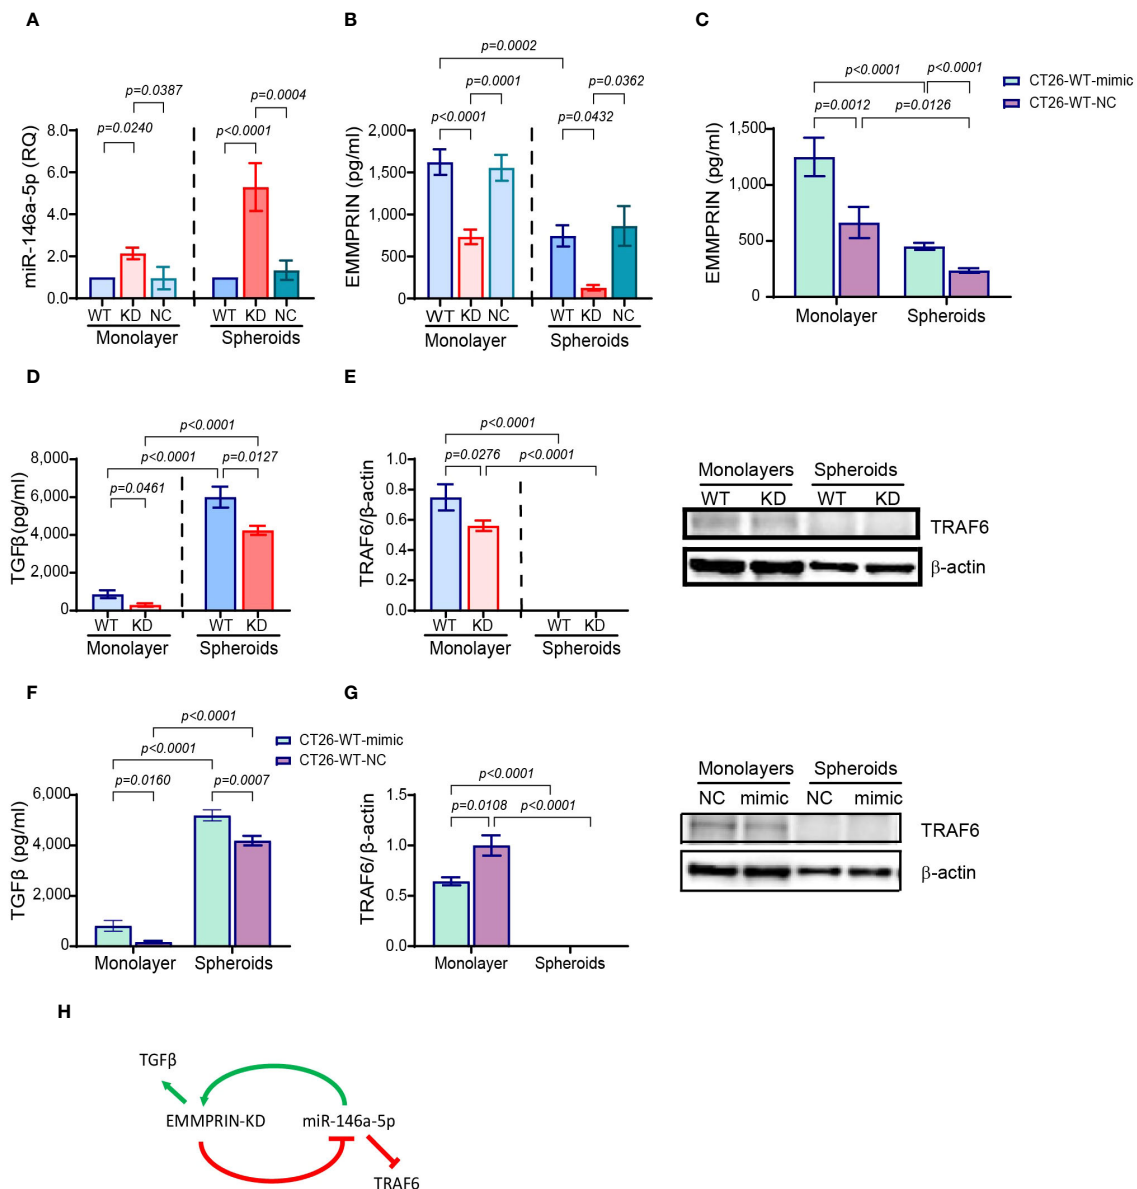 A
B
C
p=0.0002
p=0.0387
p=0.0004
p=0.0001
p=0.0362
p<0.0001
p<0.0001
CT26-WT-mimic
CT26-WT-NC
p=0.0240
p<0.0001
p<0.0001
p=0.0432
p=0.0012
p=0.0126
miR-146a-5p (RQ)
8.0
6.0
4.0
2.0
0.0
WT KD NC WT KD NC
Monolayer Spheroids
EMMPRIN (pg/ml)
2,000
1,500
1,000
500
0
WT KD NC WT KD NC
Monolayer Spheroids
EMMPRIN (pg/ml)
1,500
1,000
500
0
Monolayer Spheroids
D
E
p<0.0001
p<0.0001
p=0.0127
p=0.0461
TGFβ(pg/ml)
8,000
6,000
4,000
2,000
0
WT KD WT KD
Monolayer Spheroids
p<0.0001
p=0.0276
p<0.0001
TRAF6/β-actin
1.0
0.8
0.6
0.4
0.2
0.0
WT KD WT KD
Monolayer Spheroids
Monolayers Spheroids
WT KD WT KD
TRAF6
β-actin
F
G
p<0.0001
p<0.0001
p=0.0160
p=0.0007
CT26-WT-mimic
CT26-WT-NC
TGFβ (pg/ml)
6,000
4,000
2,000
0
Monolayer Spheroids
p<0.0001
p=0.0108
p<0.0001
TRAF6/ β-actin
1.5
1.0
0.5
0.0
Monolayer Spheroids
Monolayers Spheroids
NC mimic NC mimic
TRAF6
β-actin
H
TGFβ
EMMPRIN-KD miR-146a-5p
TRAF6